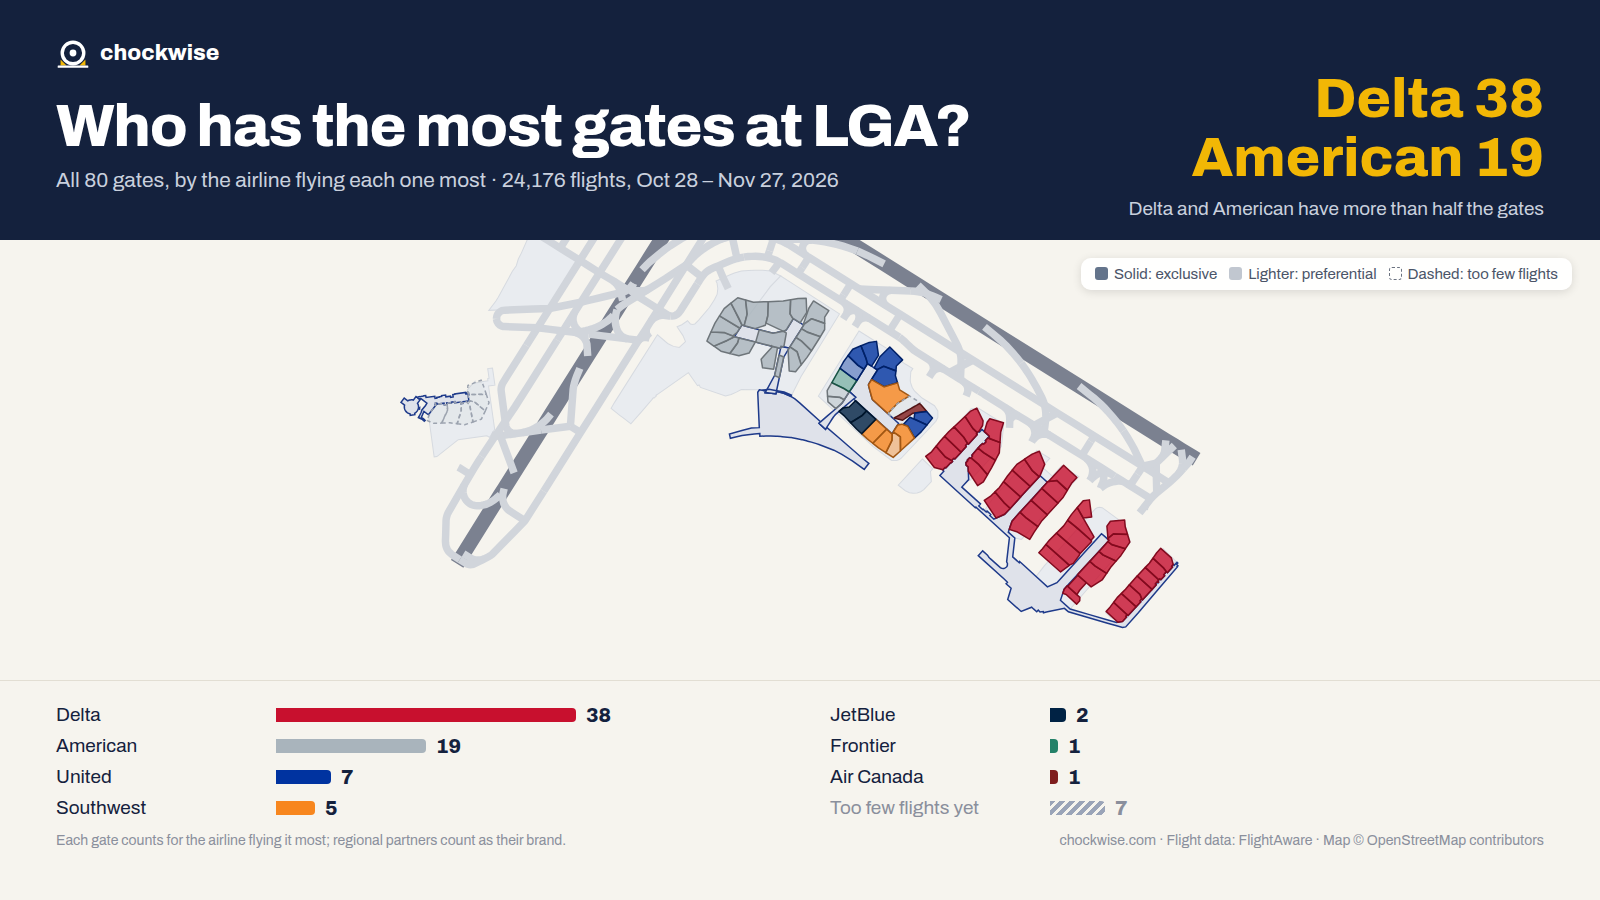 chockwise
Who has the most gates at LGA?
All 80 gates, by the airline flying each one most · 24,176 flights, Oct 28 – Nov 27, 2026
Delta 38
American 19
Delta and American have more than half the gates
Solid: exclusive
Lighter: preferential
Dashed: too few flights
Delta 38
American 19
United 7
Southwest 5
JetBlue 2
Frontier 1
Air Canada 1
Too few flights yet 7
Each gate counts for the airline flying it most; regional partners count as their brand.
chockwise.com · Flight data: FlightAware · Map © OpenStreetMap contributors